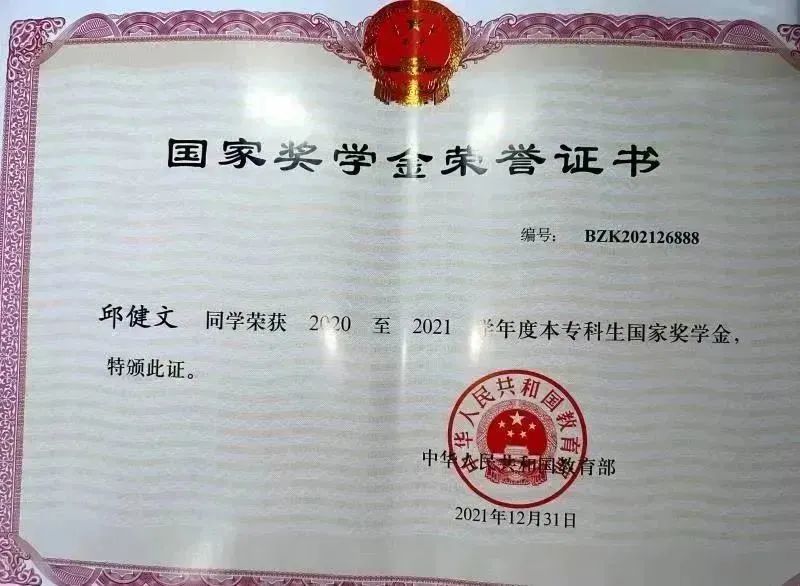 国家奖学金荣誉证书
编号： BZK202126888
邱健文 同学荣获 2020 至 2021 学年度本专科生国家奖学金，
特颁此证。
中华人民共和国教育部
中华人民共和国教育部
2021年12月31日